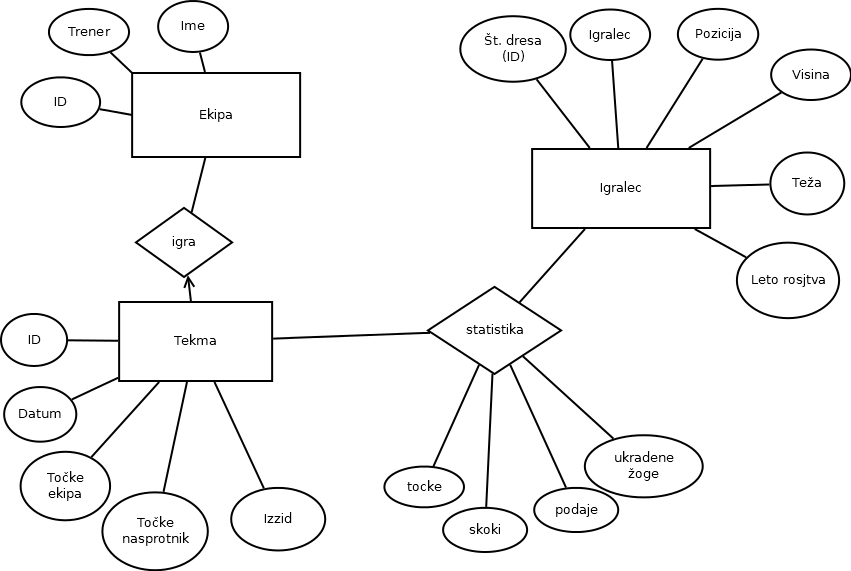 Trener
Ime
ID
Ekipa
igra
Št. dresa
(ID)
Igralec
Pozicija
Visina
Igralec
Teža
Leto rosjtva
ID
Tekma
statistika
Datum
Točke
ekipa
Točke
nasprotnik
Izzid
tocke
skoki
podaje
ukradene
žoge